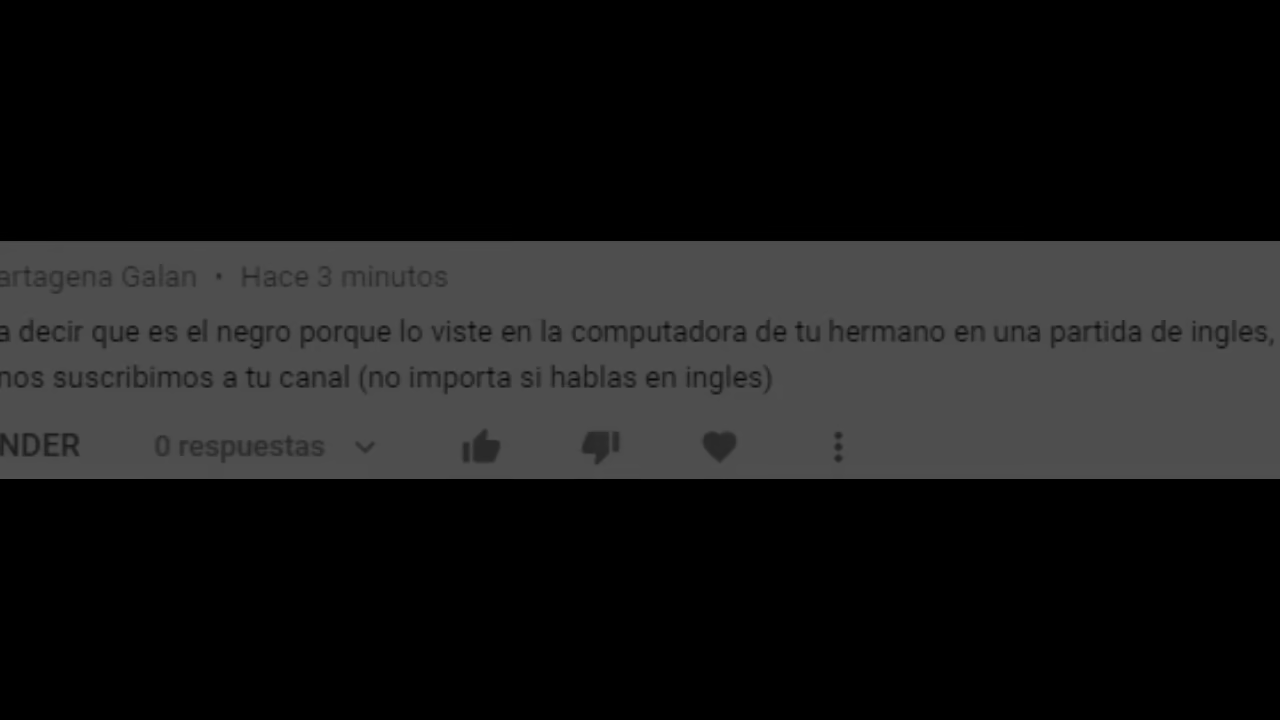 artagena Galan · Hace 3 minutos
a decir que es el negro porque lo viste en la computadora de tu hermano en una partida de ingles,
nos suscribimos a tu canal (no importa si hablas en ingles)
NDER 0 respuestas